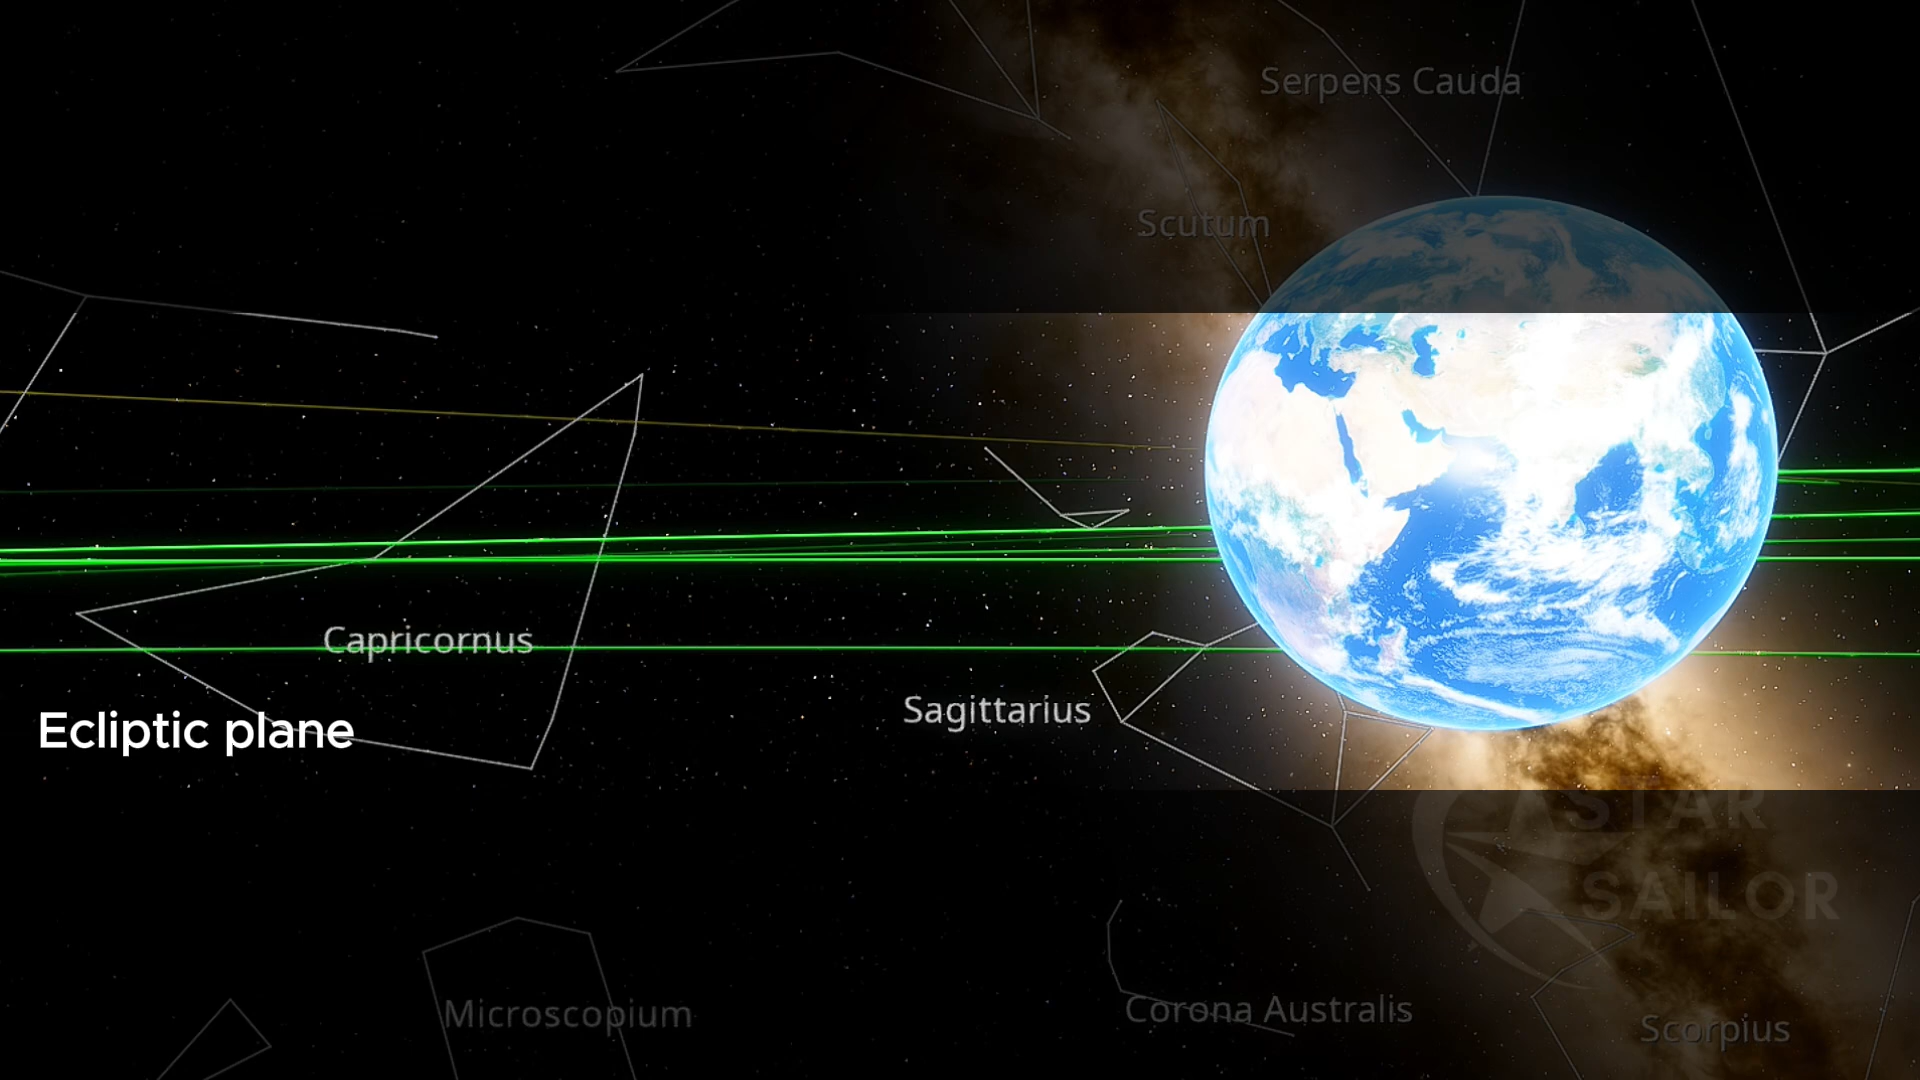 Serpens Cauda
Scutum
Capricornus
Sagittarius
Ecliptic plane
STAR
SAILOR
Microscopium
Corona Australis
Scorpius